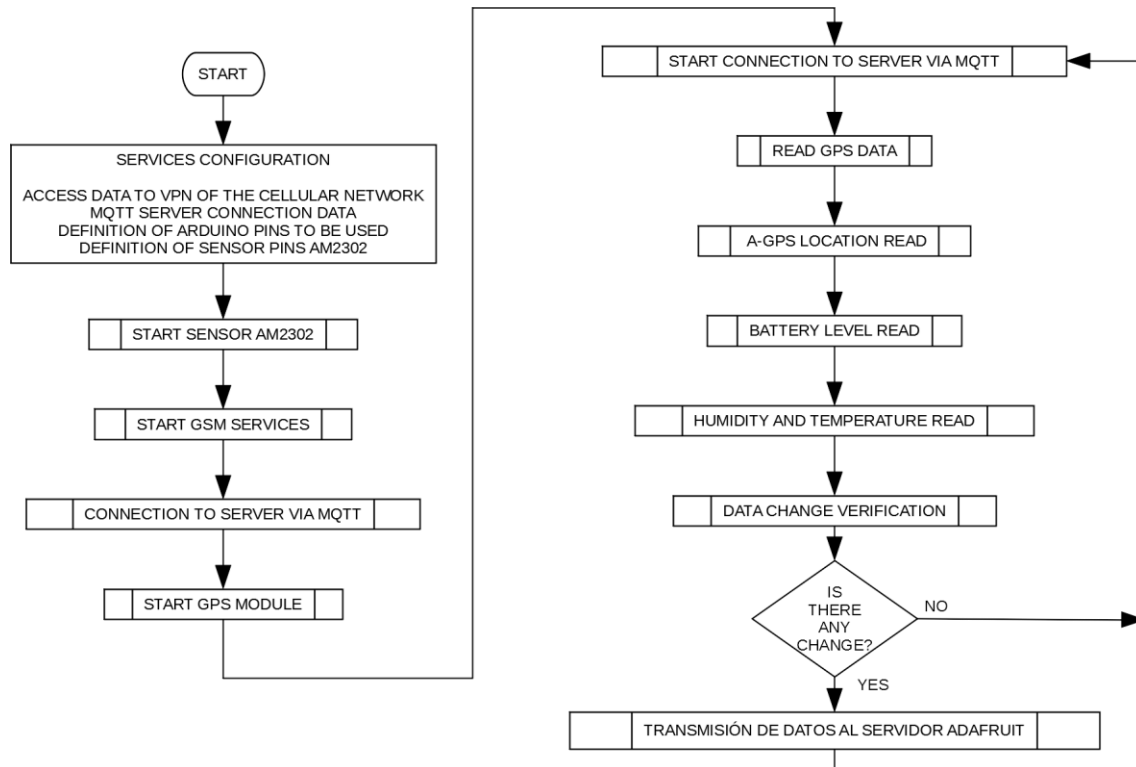 START
SERVICES CONFIGURATION
ACCESS DATA TO VPN OF THE CELLULAR NETWORK
MQTT SERVER CONNECTION DATA
DEFINITION OF ARDUINO PINS TO BE USED
DEFINITION OF SENSOR PINS AM2302
START SENSOR AM2302
START GSM SERVICES
CONNECTION TO SERVER VIA MQTT
START GPS MODULE
START CONNECTION TO SERVER VIA MQTT
READ GPS DATA
A-GPS LOCATION READ
BATTERY LEVEL READ
HUMIDITY AND TEMPERATURE READ
DATA CHANGE VERIFICATION
IS
THERE
ANY
CHANGE?
NO
YES
TRANSMISIÓN DE DATOS AL SERVIDOR ADAFRUIT